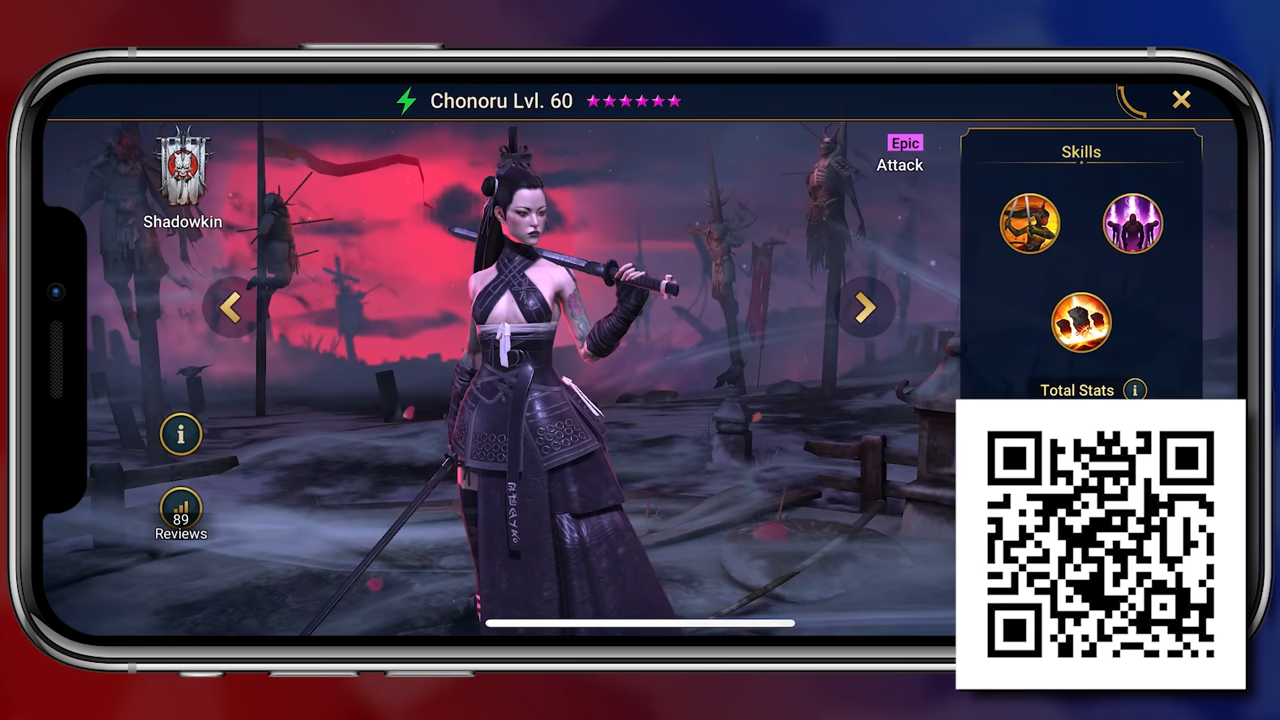 Chonoru Lvl. 60
Epic
Attack
Shadowkin
Skills
Total Stats
89
Reviews